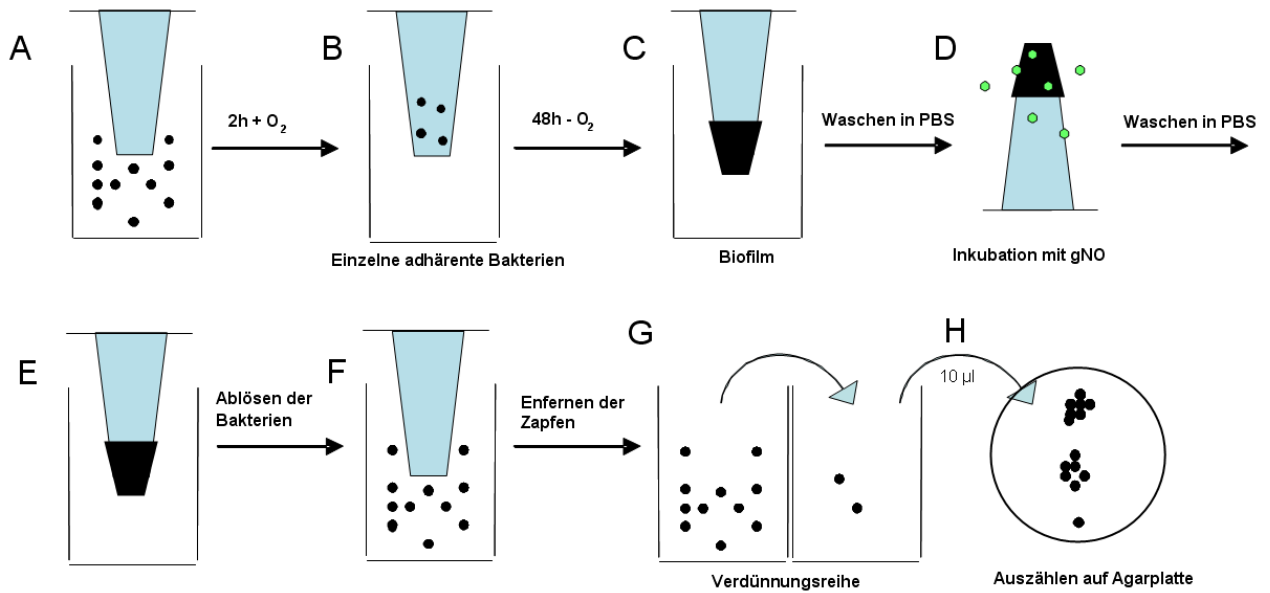 A
B
C
D
2h + O2
48h - O2
Waschen in PBS
Waschen in PBS
Einzelne adhärente Bakterien
Biofilm
Inkubation mit gNO
E
F
G
H
Ablösen der
Bakterien
Enfernen der
Zapfen
10 µl
Verdünnungsreihe
Auszählen auf Agarplatte